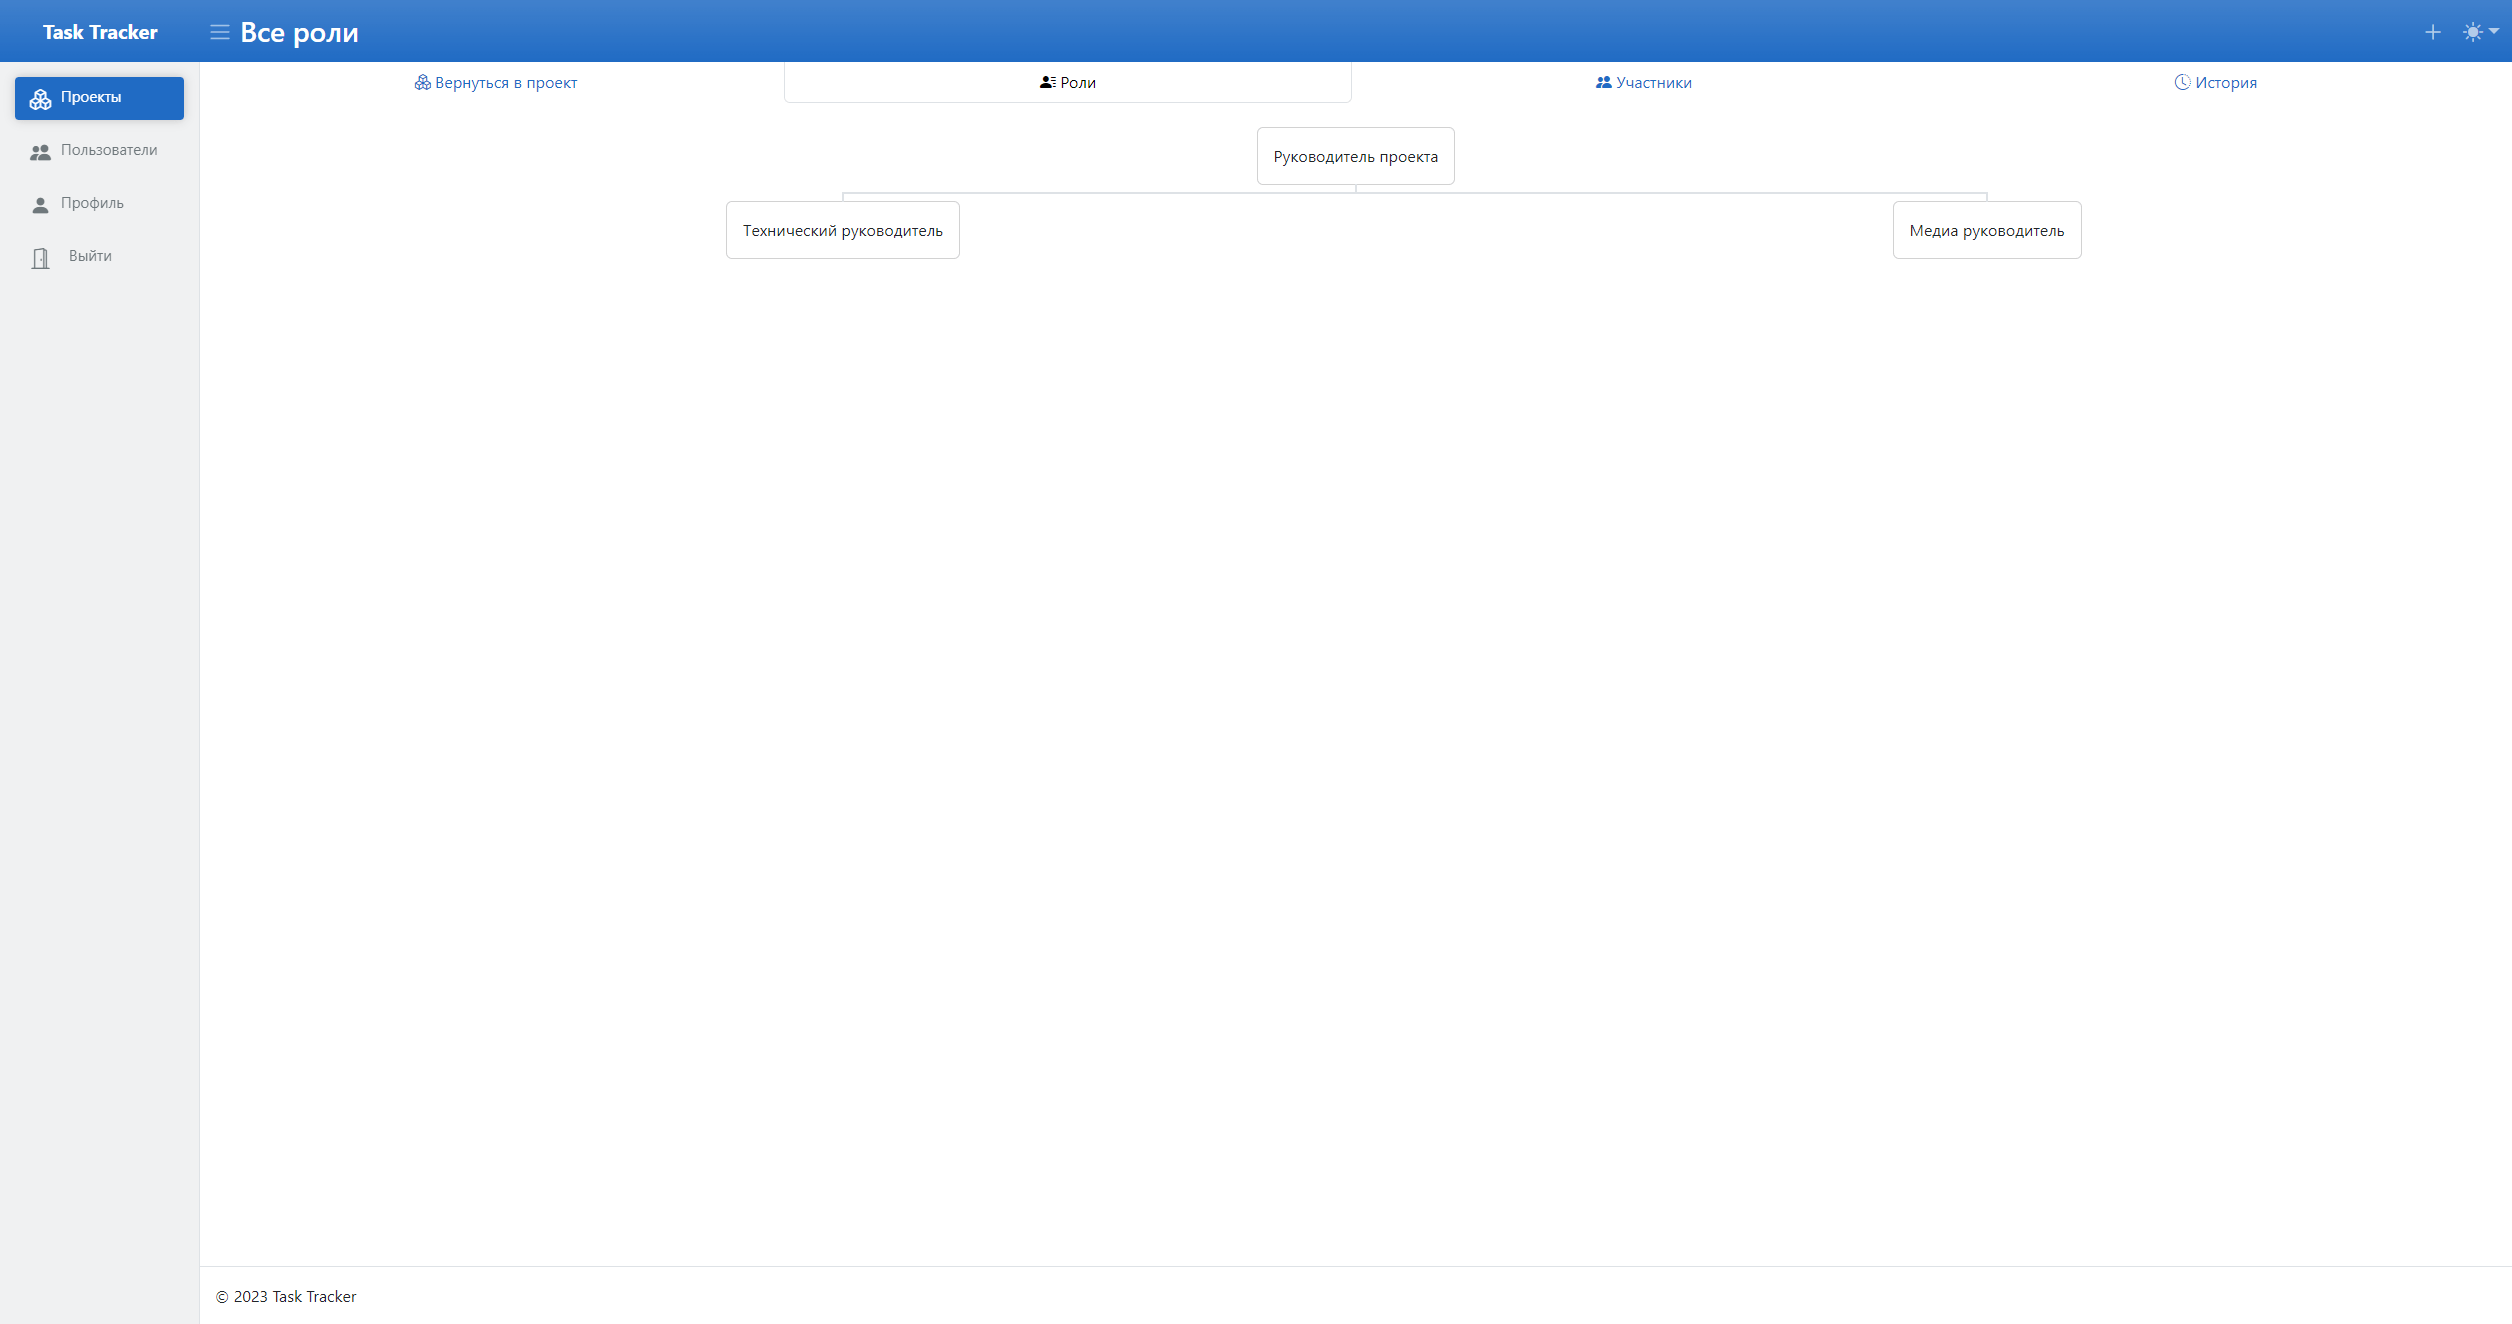 Task Tracker
Все роли
Проекты
Пользователи
Профиль
Выйти
Вернуться в проект
Роли
Участники
История
Руководитель проекта
Технический руководитель
Медиа руководитель
© 2023 Task Tracker